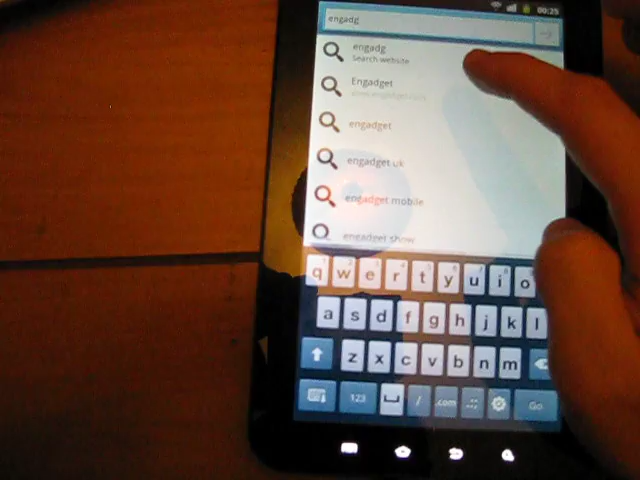 00:25
engadg
engadg
Search website
Engadget
engadget
engadget uk
engadget mobile
engadget show
q w e r t y u i o
a s d f g h j k l
z x c v b n m
123 / .com Go